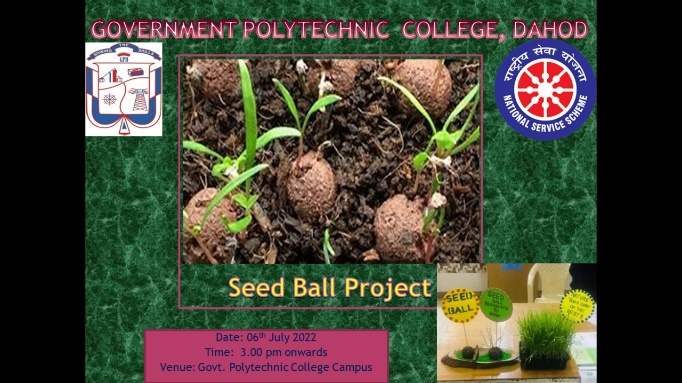 GOVERNMENT POLYTECHNIC COLLEGE, DAHOD
राष्ट्रीय सेवा योजना
NATIONAL SERVICE SCHEME
Seed Ball Project
SEED
BALL
SEED
Date: 06th July 2022
Time: 3.00 pm onwards
Venue: Govt. Polytechnic College Campus